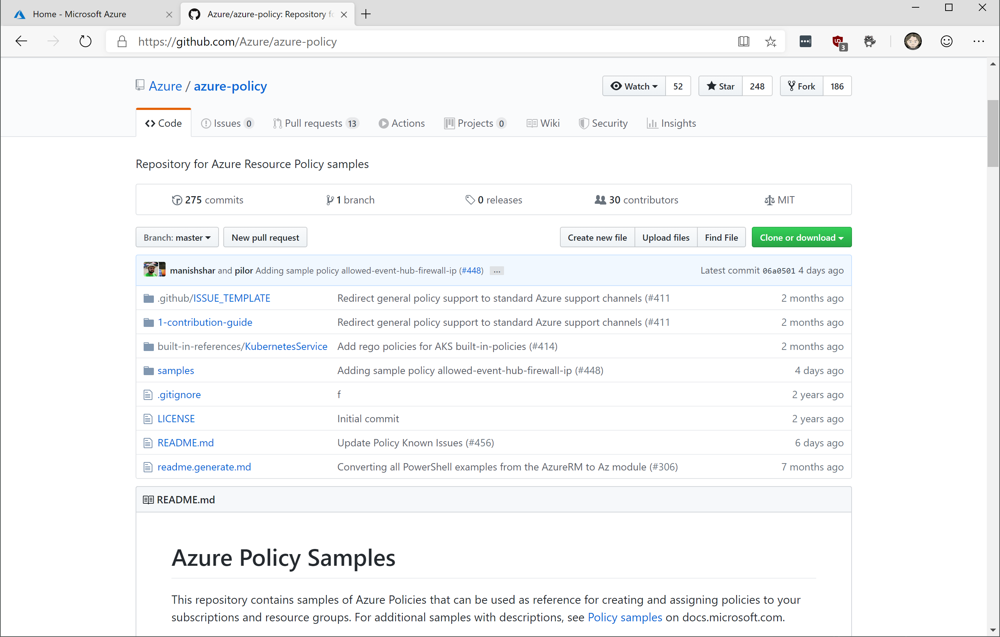 Home - Microsoft Azure
Azure/azure-policy: Repository fo
https://github.com/Azure/azure-policy
3
Azure / azure-policy
Watch 52 Star 248 Fork 186
Code Issues 0 Pull requests 13 Actions Projects 0 Wiki Security Insights
Repository for Azure Resource Policy samples
275 commits 1 branch 0 releases 30 contributors MIT
Branch: master New pull request Create new file Upload files Find File Clone or download
manishshar and pilor Adding sample policy allowed-event-hub-firewall-ip (#448) ... Latest commit 06a0501 4 days ago
.github/ISSUE_TEMPLATE Redirect general policy support to standard Azure support channels (#411 2 months ago
1-contribution-guide Redirect general policy support to standard Azure support channels (#411 2 months ago
built-in-references/KubernetesService Add rego policies for AKS built-in-policies (#414) 2 months ago
samples Adding sample policy allowed-event-hub-firewall-ip (#448) 4 days ago
.gitignore f 2 years ago
LICENSE Initial commit 2 years ago
README.md Update Policy Known Issues (#456) 6 days ago
readme.generate.md Converting all PowerShell examples from the AzureRM to Az module (#306) 7 months ago
README.md
Azure Policy Samples
This repository contains samples of Azure Policies that can be used as reference for creating and assigning policies to your
subscriptions and resource groups. For additional samples with descriptions, see Policy samples on docs.microsoft.com.